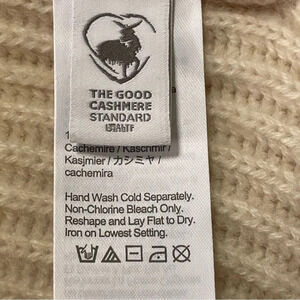 THE GOOD
CASHMERE
STANDARD
Cachemire / Kaschmir /
Kasjmier / カシミヤ /
cachemira
Hand Wash Cold Separately.
Non-Chlorine Bleach Only.
Reshape and Lay Flat to Dry.
Iron on Lowest Setting.